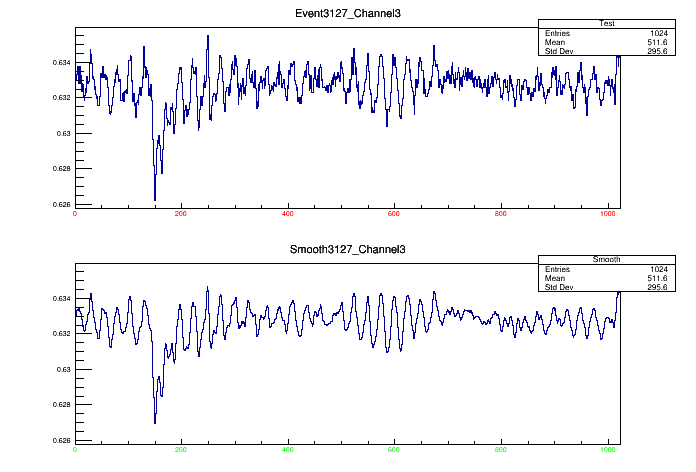 Event3127_Channel3
Test
Entries 1024
Mean 511.6
Std Dev 295.6
0.634
0.632
0.63
0.628
0.626
0 200 400 600 800 1000
Smooth3127_Channel3
Smooth
Entries 1024
Mean 511.6
Std Dev 295.6
0.634
0.632
0.63
0.628
0.626
0 200 400 600 800 1000